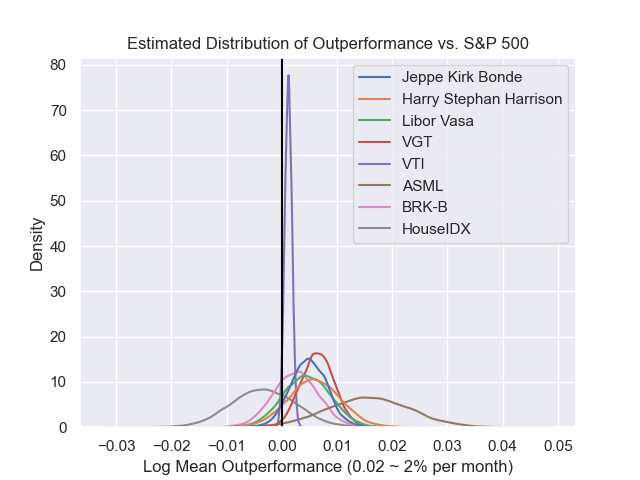 Estimated Distribution of Outperformance vs. S&P 500
80
70
60
50
40
30
20
10
0
Density
Jeppe Kirk Bonde
Harry Stephan Harrison
Libor Vasa
VGT
VTI
ASML
BRK-B
HouseIDX
−0.03 −0.02 −0.01 0.00 0.01 0.02 0.03 0.04 0.05
Log Mean Outperformance (0.02 ~ 2% per month)